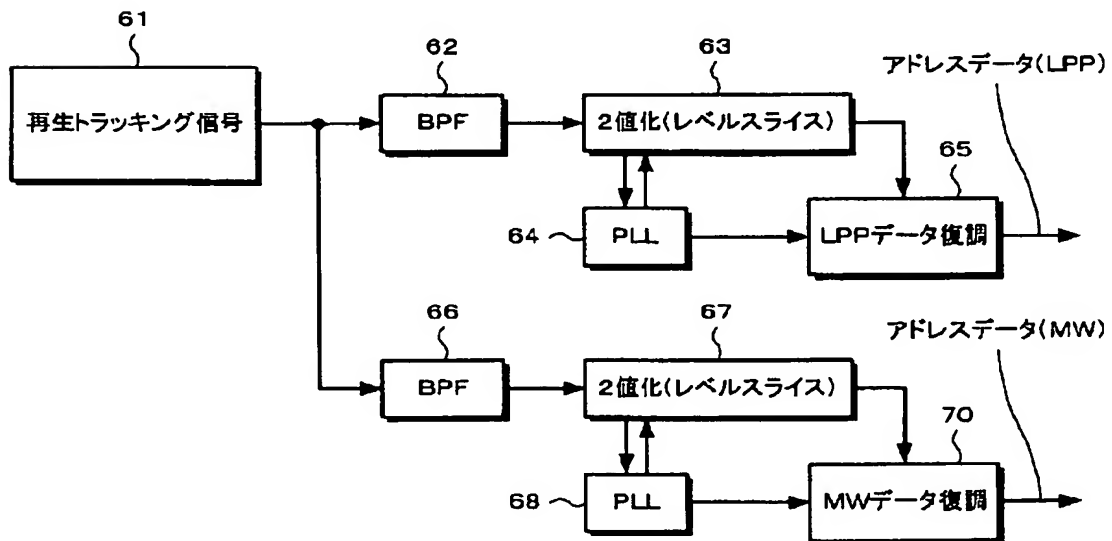 61
再生トラッキング信号
62
BPF
63
2値化(レベルスライス)
アドレスデータ(LPP)
64
PLL
65
LPPデータ復調
66
BPF
67
2値化(レベルスライス)
アドレスデータ(MW)
68
PLL
70
MWデータ復調